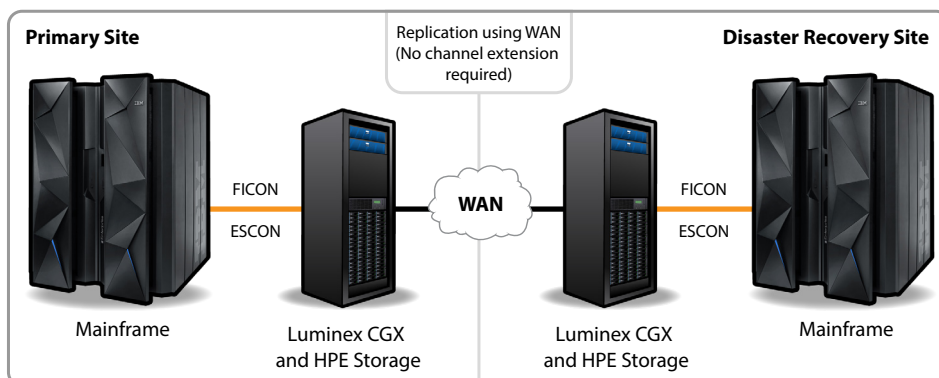 Primary Site
Replication using WAN
(No channel extension
required)
Disaster Recovery Site
FICON
ESCON
WAN
FICON
ESCON
Mainframe
Luminex CGX
and HPE Storage
Luminex CGX
and HPE Storage
Mainframe